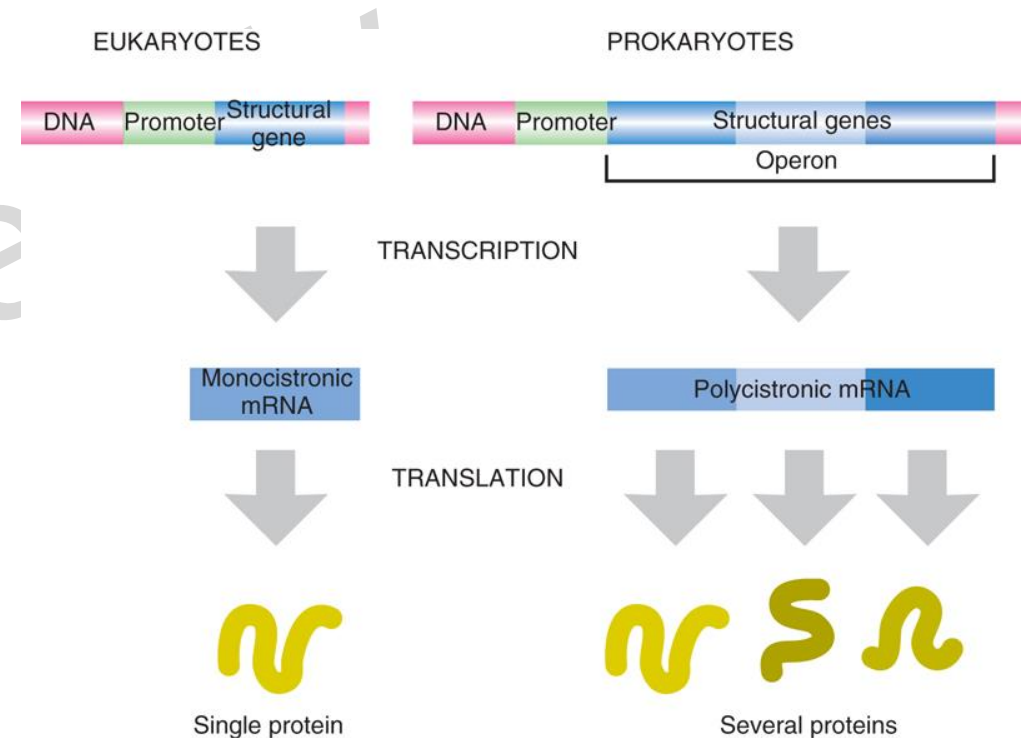 EUKARYOTES
PROKARYOTES
DNA
Promoter
Structural
gene
DNA
Promoter
Structural genes
Operon
TRANSCRIPTION
Monocistronic
mRNA
Polycistronic mRNA
TRANSLATION
Single protein
Several proteins